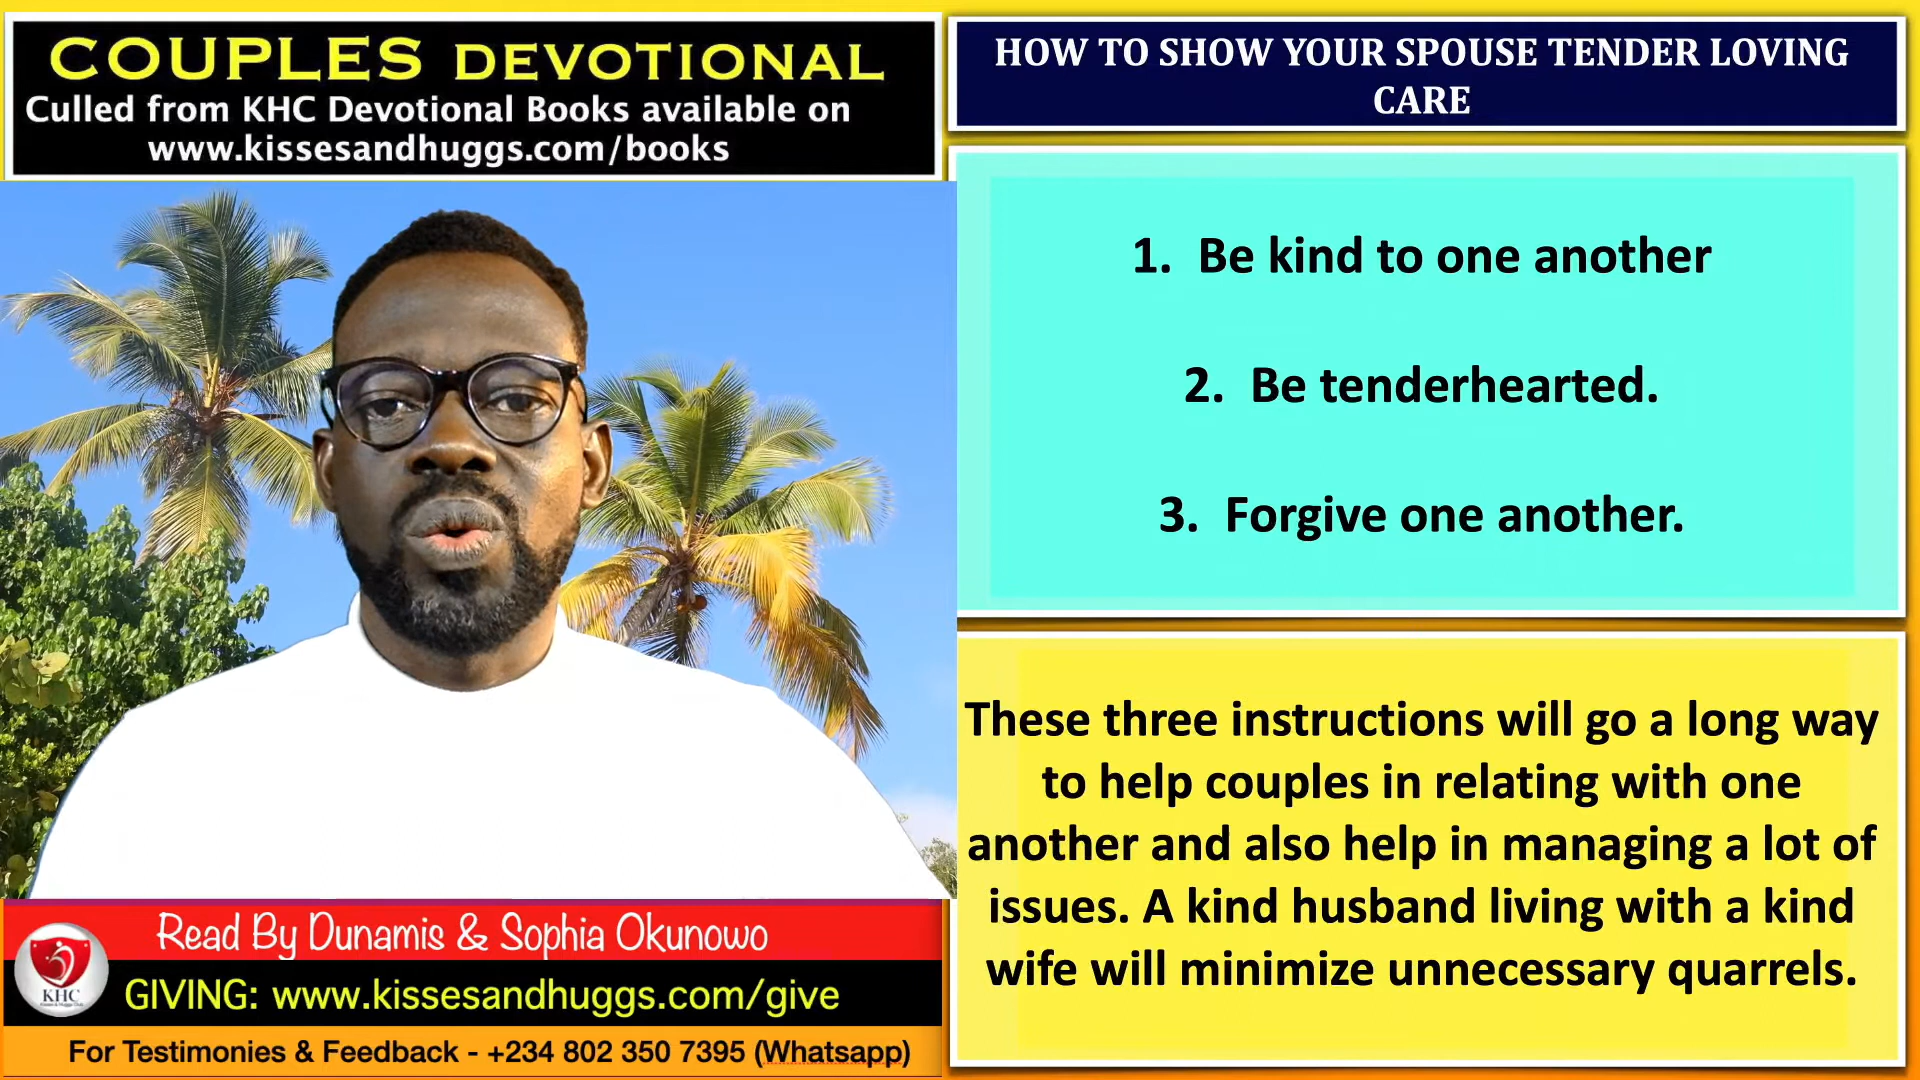 COUPLES DEVOTIONAL
Culled from KHC Devotional Books available on
www.kissesandhuggs.com/books
HOW TO SHOW YOUR SPOUSE TENDER LOVING
CARE
1. Be kind to one another
2. Be tenderhearted.
3. Forgive one another.
These three instructions will go a long way
to help couples in relating with one
another and also help in managing a lot of
issues. A kind husband living with a kind
wife will minimize unnecessary quarrels.
Read By Dunamis & Sophia Okunowo
KHC
Kisses & Huggs Club
GIVING: www.kissesandhuggs.com/give
For Testimonies & Feedback - +234 802 350 7395 (Whatsapp)